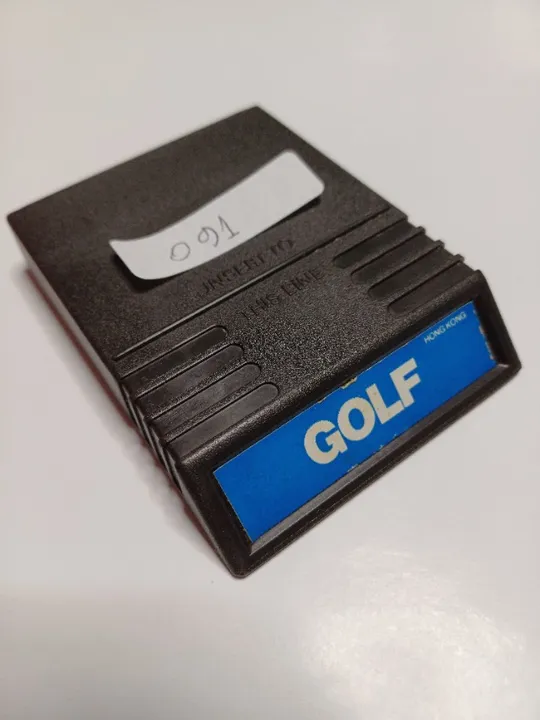 091
INSERT TO
THIS LINE
HONG KONG
GOLF